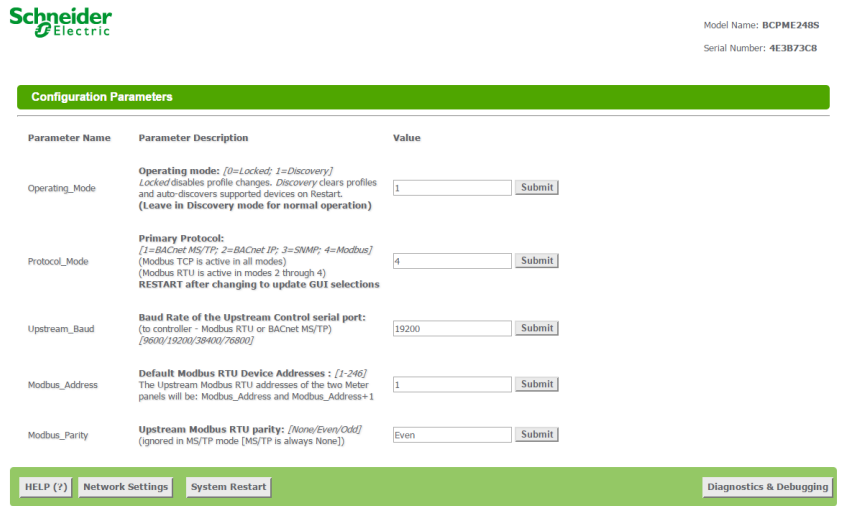 Schneider
Electric
Model Name: BCPME248S
Serial Number: 4E3B73C8
Configuration Parameters
Parameter Name Parameter Description Value
Operating mode: [0=Locked; 1=Discovery]
Locked disables profile changes. Discovery clears profiles
Operating_Mode and auto-discovers supported devices on Restart. 1 Submit
(Leave in Discovery mode for normal operation)
Primary Protocol:
[1=BACnet MS/TP; 2=BACnet IP; 3=SNMP; 4=Modbus]
Protocol_Mode (Modbus TCP is active in all modes) 4 Submit
(Modbus RTU is active in modes 2 through 4)
RESTART after changing to update GUI selections
Baud Rate of the Upstream Control serial port:
Upstream_Baud (to controller - Modbus RTU or BACnet MS/TP) 19200 Submit
[9600/19200/38400/76800]
Default Modbus RTU Device Addresses : [1-246]
Modbus_Address The Upstream Modbus RTU addresses of the two Meter 1 Submit
panels will be: Modbus_Address and Modbus_Address+1
Upstream Modbus RTU parity: [None/Even/Odd]
Modbus_Parity (ignored in MS/TP mode [MS/TP is always None]) Even Submit
HELP (?) Network Settings System Restart Diagnostics & Debugging